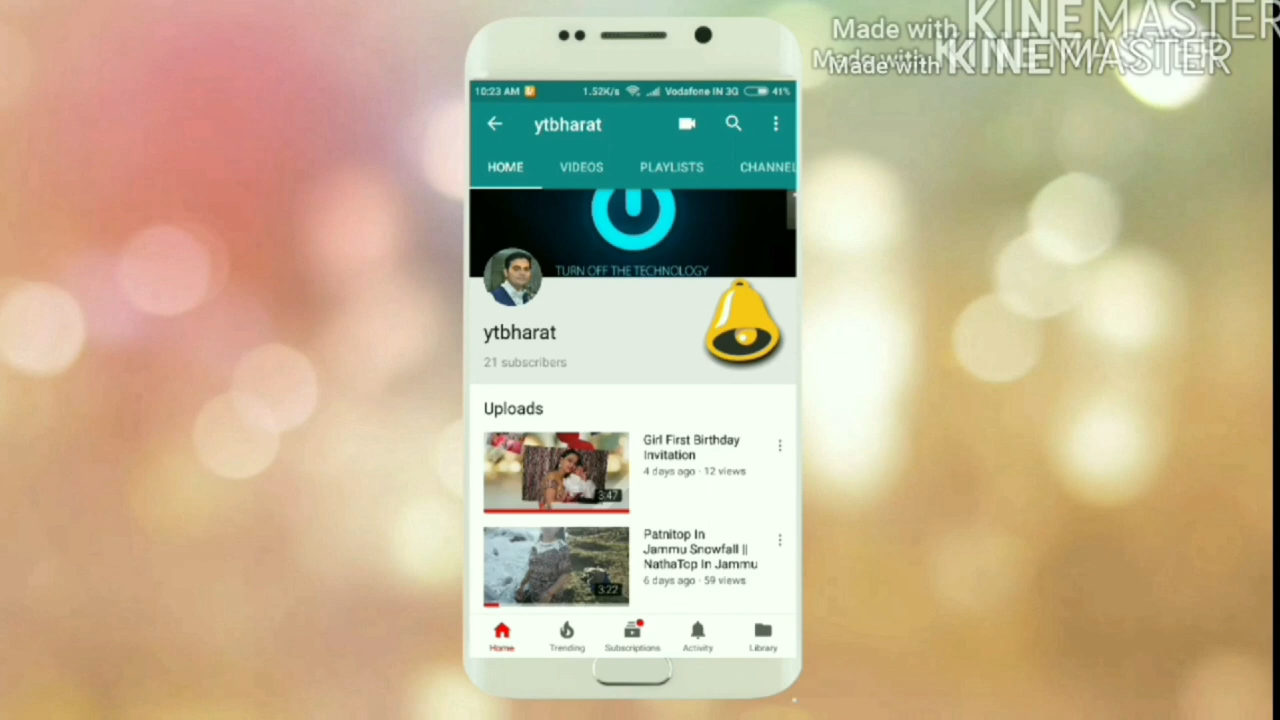 Made with KINEMASTER
Made with KINEMASTER
Made with KINEMASTER
10:23 AM 1.52K/s Vodafone IN 3G 41%
ytbharat
HOME VIDEOS PLAYLISTS CHANNEL
TURN OFF THE TECHNOLOGY
ytbharat
21 subscribers
Uploads
Girl First Birthday
Invitation
4 days ago · 12 views
3:47
Patnitop In
Jammu Snowfall ||
NathaTop In Jammu
6 days ago · 59 views
3:22
Home Trending Subscriptions Activity Library